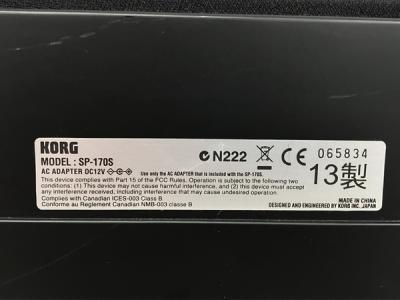 KORG
MODEL : SP-170S
N222
CE
065834
AC ADAPTER DC12V
Use only the AC ADAPTER that is included with the SP-170S.
13製
This device complies with Part 15 of the FCC Rules. Operation is subject to the following two
conditions: (1) This device may not cause harmful interference, and (2) this device must accept
any interference received, including interference that may cause undesired operation.
Complies with Canadian ICES-003 Class B.
Conforme au Reglement Canadien NMB-003 classe B
MADE IN CHINA
DESIGNED AND ENGINEERED BY KORG INC. JAPAN